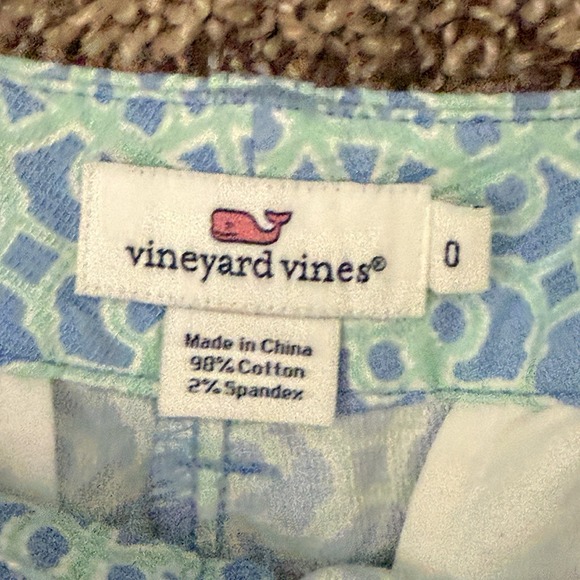 vineyard vines®
0
Made in China
98% Cotton
2% Spandex